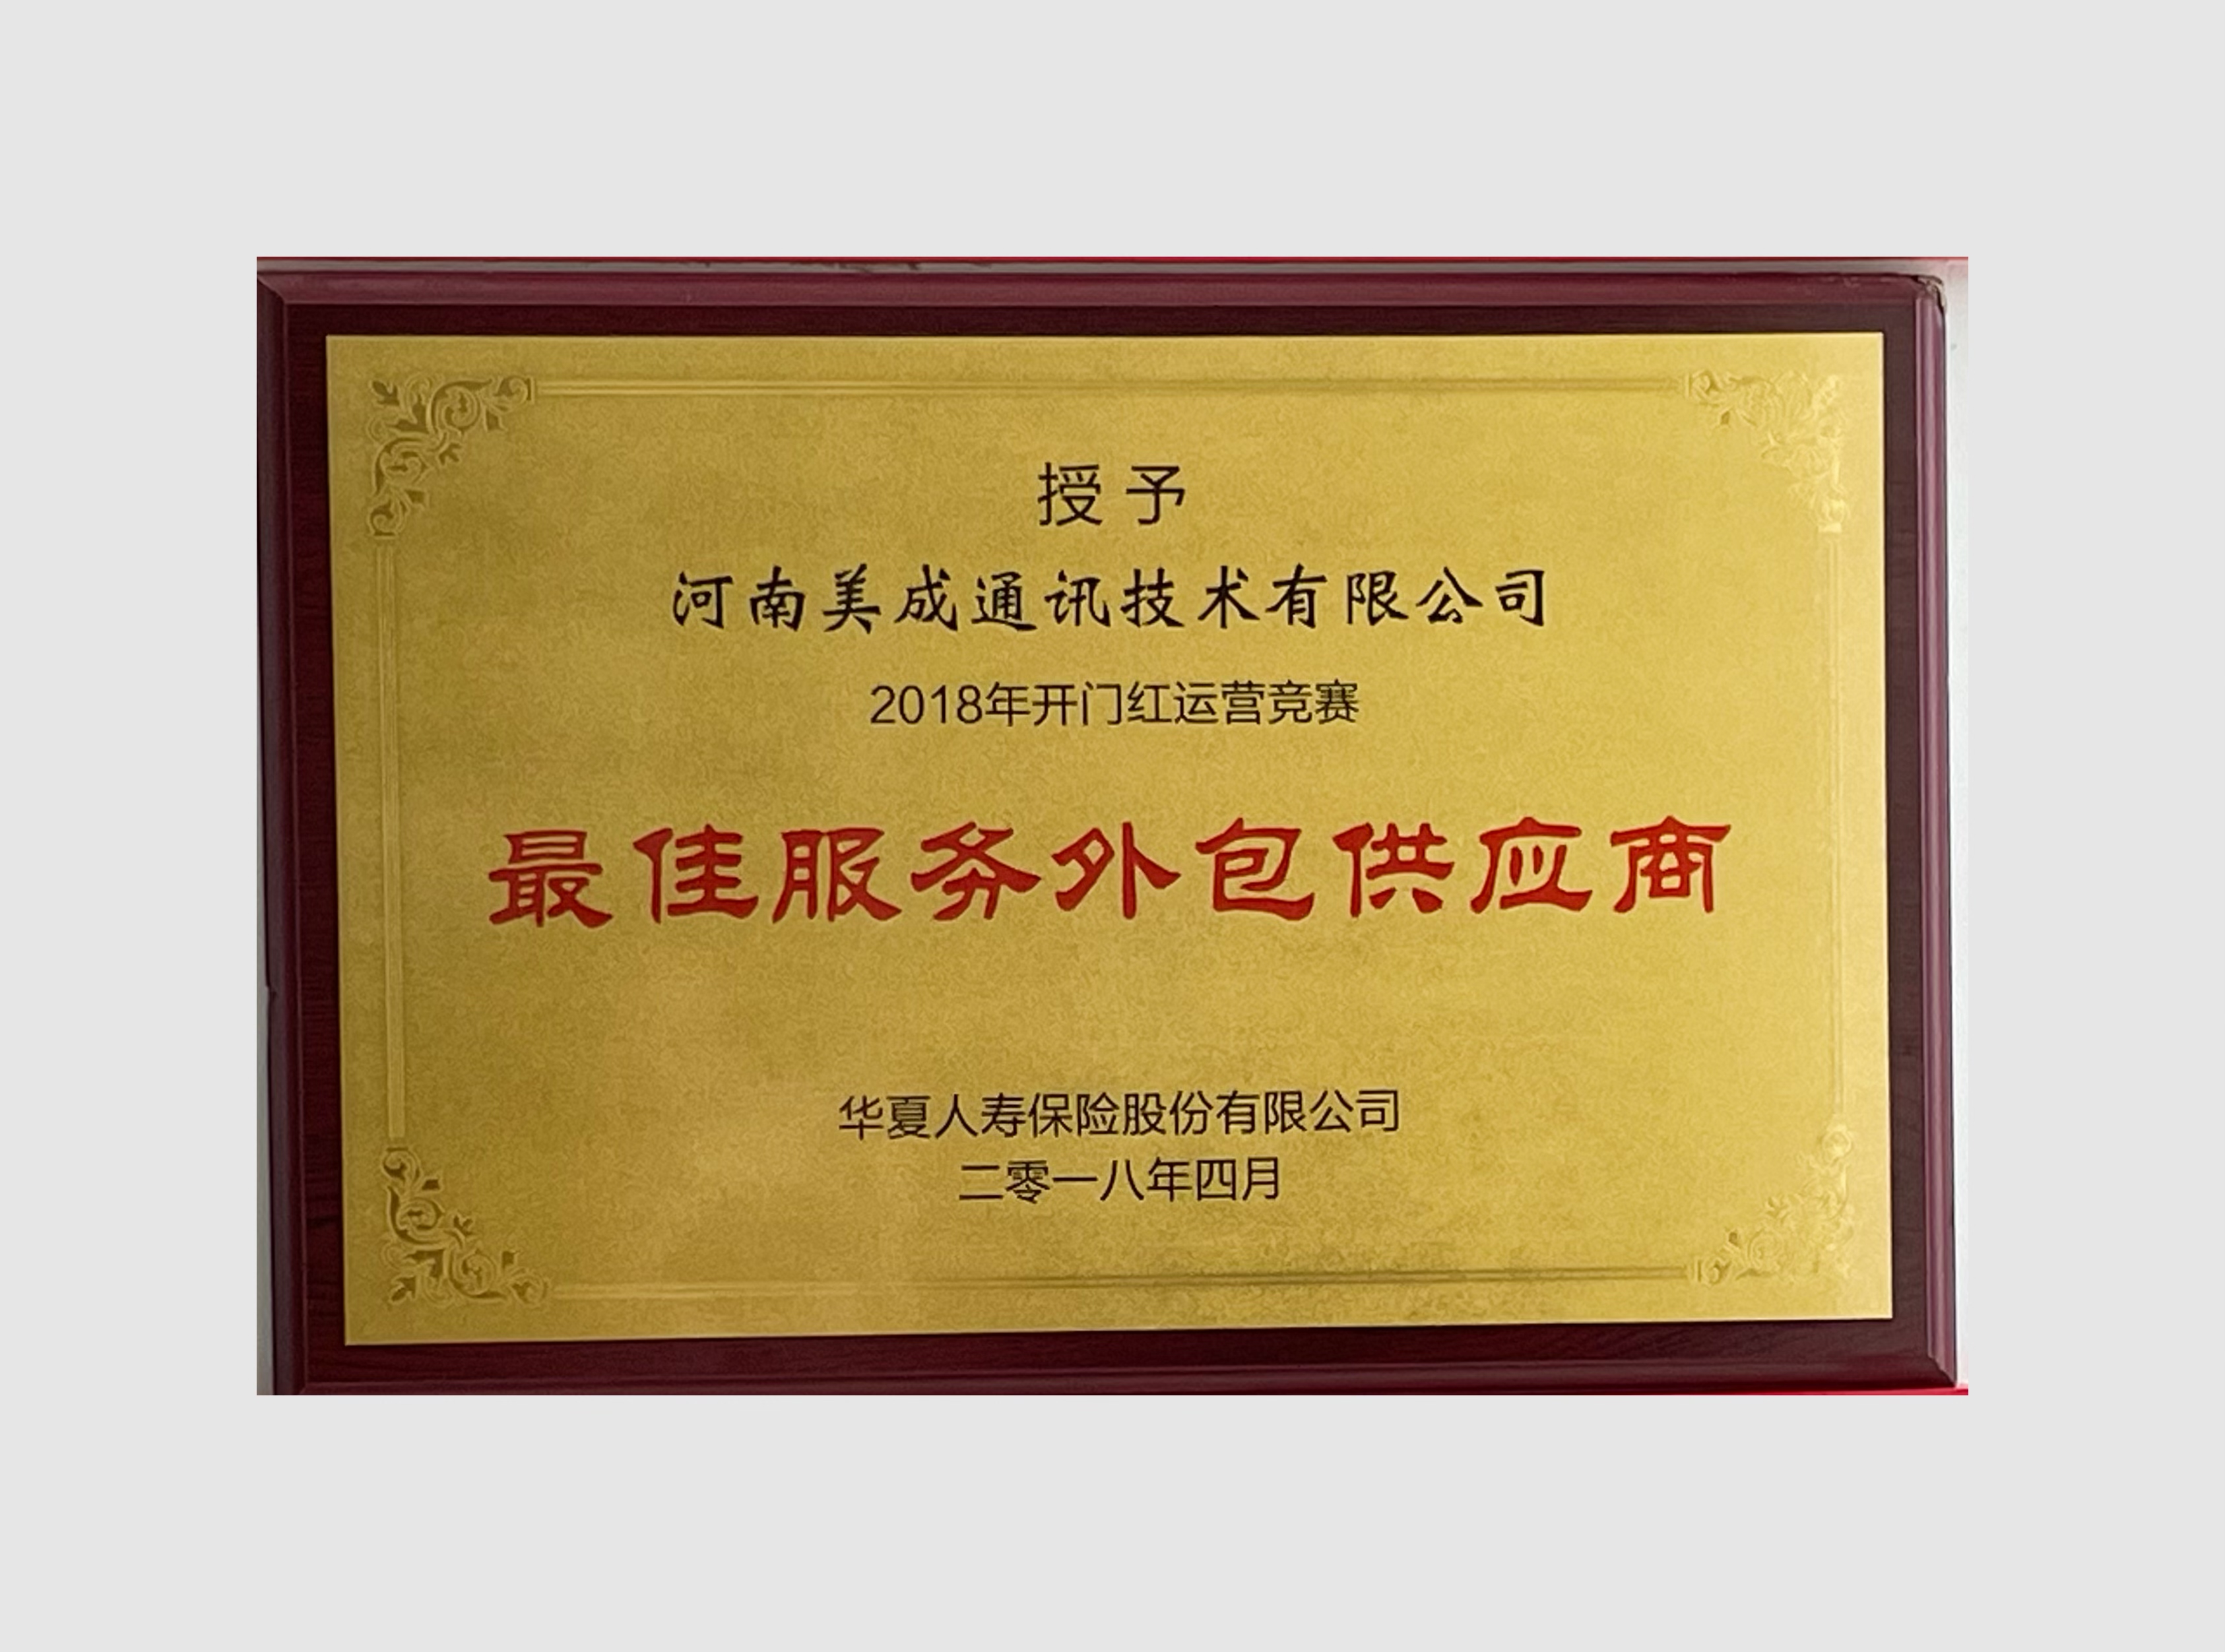 授予
河南美成通讯技术有限公司
2018年开门红运营竞赛
最佳服务外包供应商
华夏人寿保险股份有限公司
二零一八年四月